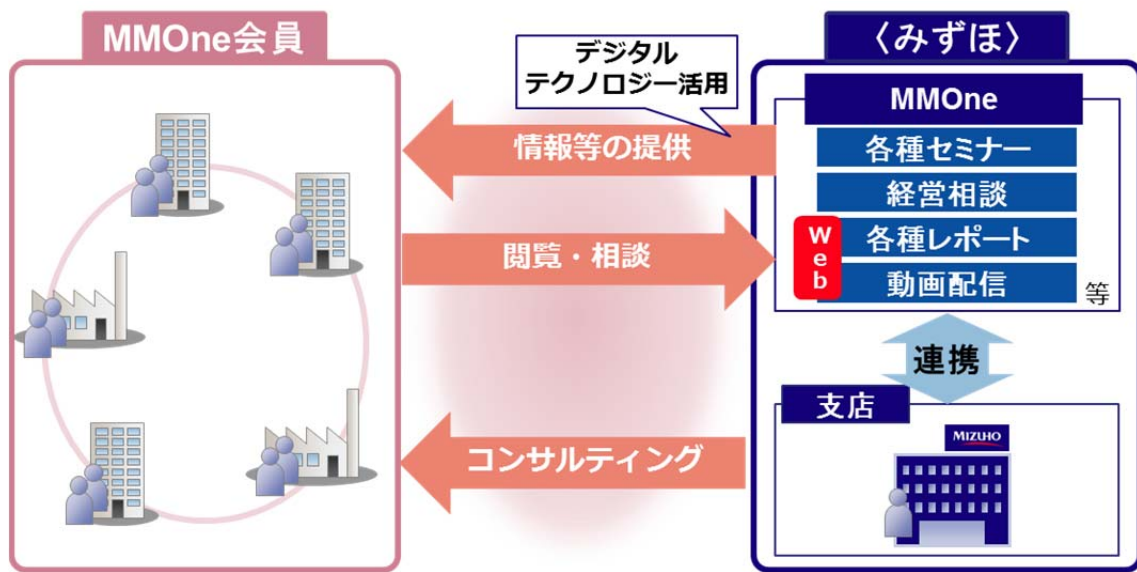 MMOne会員
〈みずほ〉
デジタル
テクノロジー活用
MMOne
情報等の提供
各種セミナー
経営相談
閲覧・相談
Web
各種レポート
動画配信
等
連携
支店
コンサルティング
MIZUHO